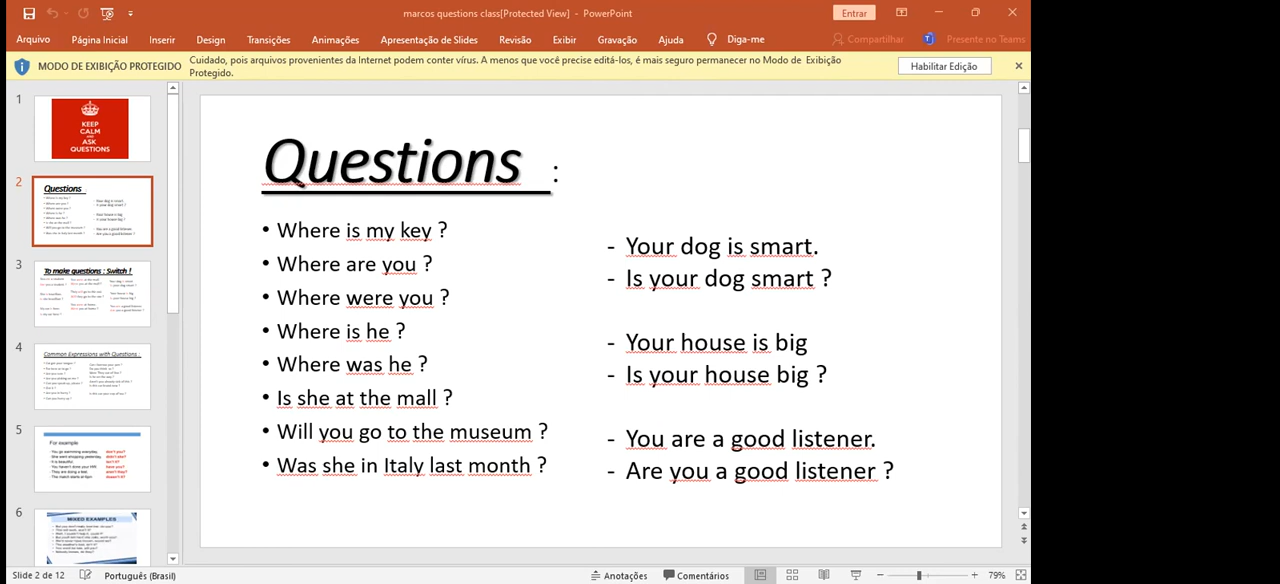 marcos questions class[Protected View] - PowerPoint
Entrar
Arquivo Página Inicial Inserir Design Transições Animações Apresentação de Slides Revisão Exibir Gravação Ajuda Diga-me Compartilhar Presente no Teams
MODO DE EXIBIÇÃO PROTEGIDO
Cuidado, pois arquivos provenientes da Internet podem conter vírus. A menos que você precise editá-los, é mais seguro permanecer no Modo de Exibição
Protegido.
Habilitar Edição
1
KEEP
CALM
AND
ASK
QUESTIONS
2
Questions
3
To make questions : Switch !
4
Common Expressions with Questions :
5
For example
6
MIXED EXAMPLES
Questions :
• Where is my key ?
• Where are you ?
• Where were you ?
• Where is he ?
• Where was he ?
• Is she at the mall ?
• Will you go to the museum ?
• Was she in Italy last month ?
- Your dog is smart.
- Is your dog smart ?
- Your house is big
- Is your house big ?
- You are a good listener.
- Are you a good listener ?
Slide 2 de 12 Português (Brasil) Anotações Comentários 79%